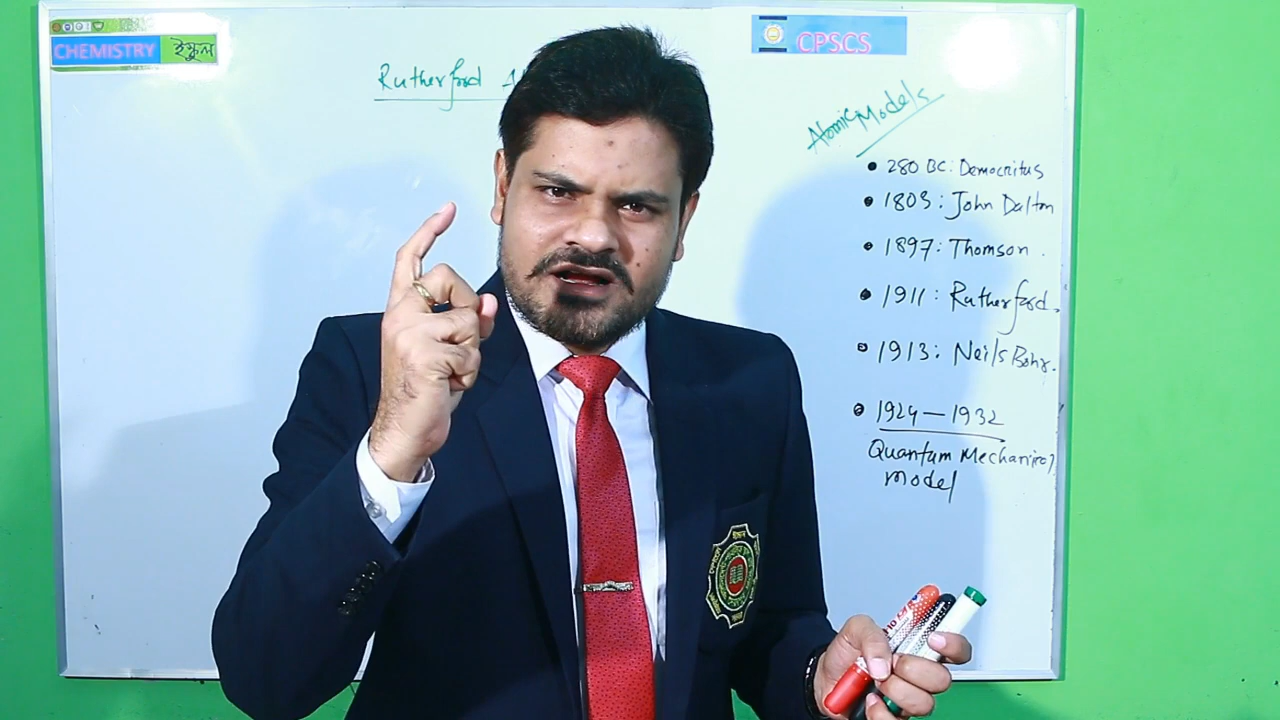 CHEMISTRY ইস্কুল
CPSCS
Rutherford
Atomic Models
• 280 BC: Democritus
• 1803: John Dalton
• 1897: Thomson.
• 1911: Rutherford.
• 1913: Neils Bohr.
• 1924 — 1932
Quantum Mechanical
model